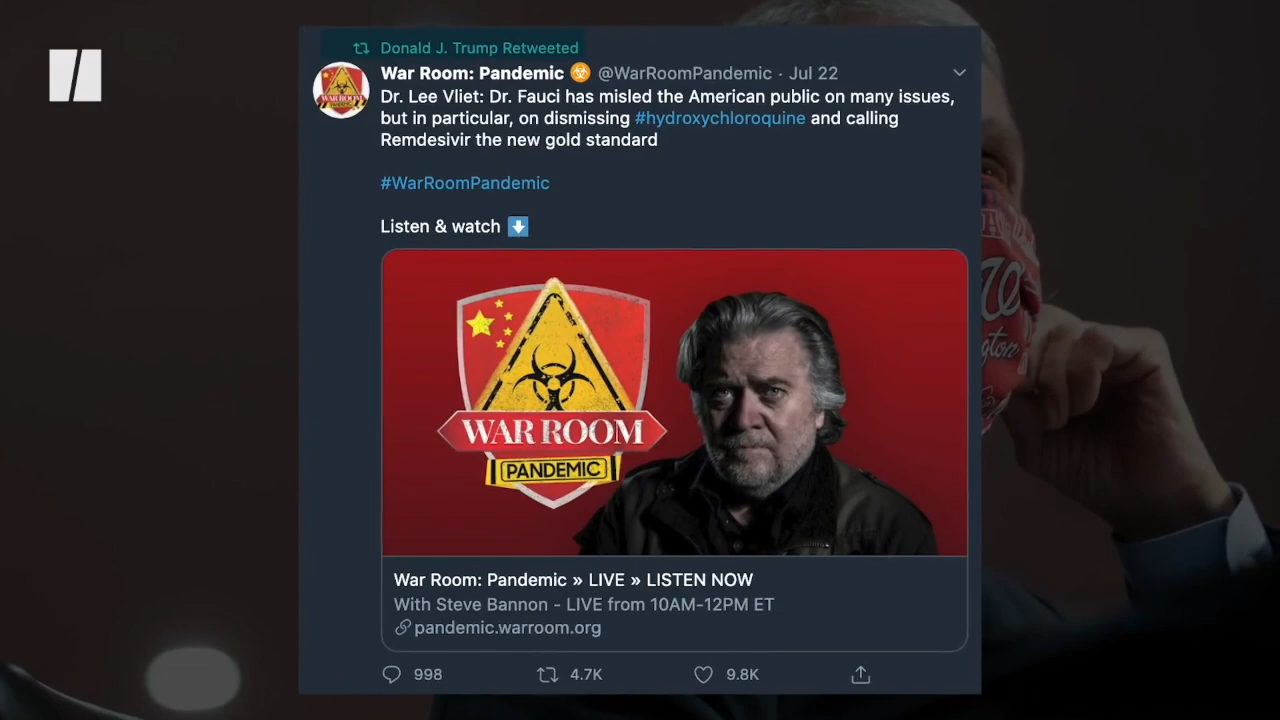 Donald J. Trump Retweeted
War Room: Pandemic @WarRoomPandemic · Jul 22
Dr. Lee Vliet: Dr. Fauci has misled the American public on many issues,
but in particular, on dismissing #hydroxychloroquine and calling
Remdesivir the new gold standard
#WarRoomPandemic
Listen & watch
WAR ROOM
PANDEMIC
War Room: Pandemic » LIVE » LISTEN NOW
With Steve Bannon - LIVE from 10AM-12PM ET
pandemic.warroom.org
998 4.7K 9.8K